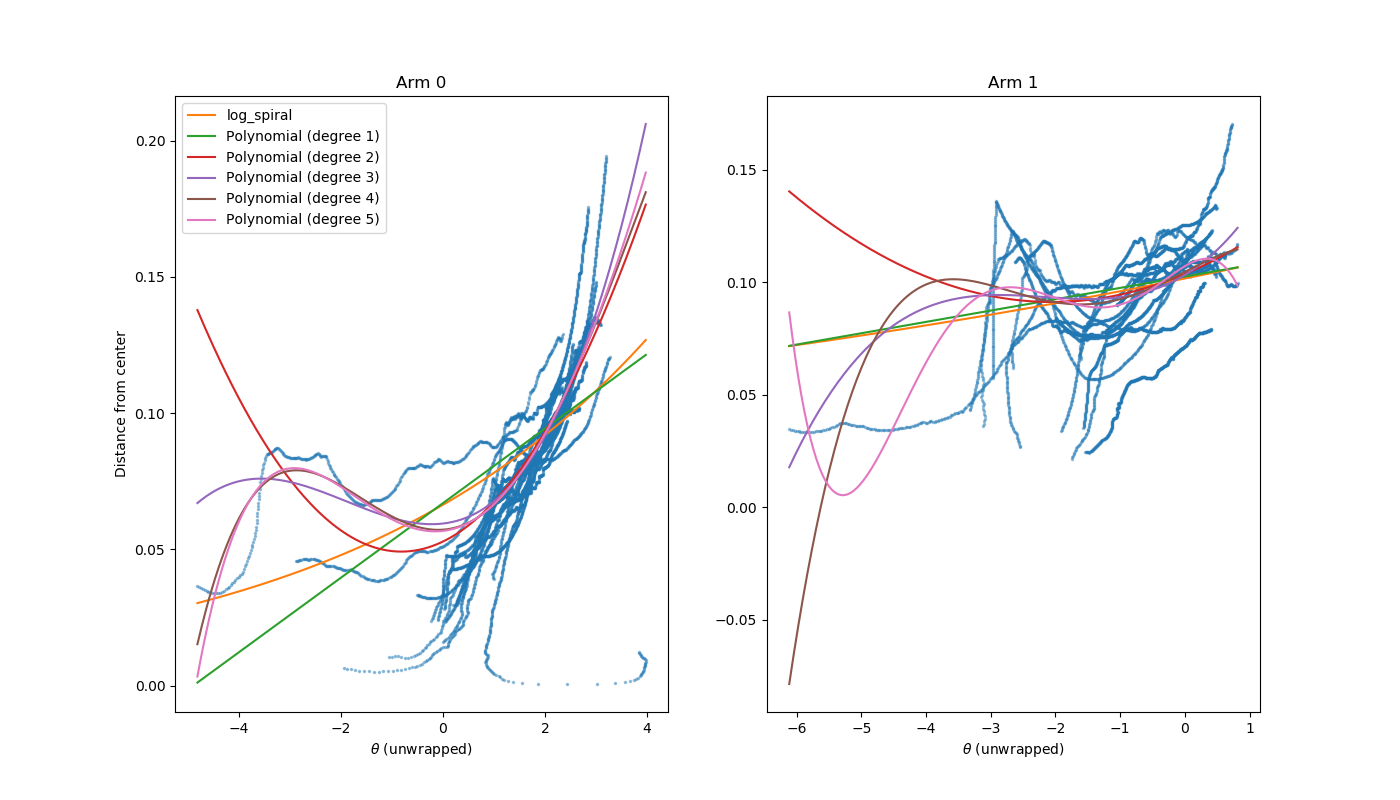 Arm 0
log_spiral
Polynomial (degree 1)
Polynomial (degree 2)
Polynomial (degree 3)
Polynomial (degree 4)
Polynomial (degree 5)
Distance from center
0.20
0.15
0.10
0.05
0.00
−4 −2 0 2 4
θ (unwrapped)
Arm 1
0.15
0.10
0.05
0.00
−0.05
−6 −5 −4 −3 −2 −1 0 1
θ (unwrapped)